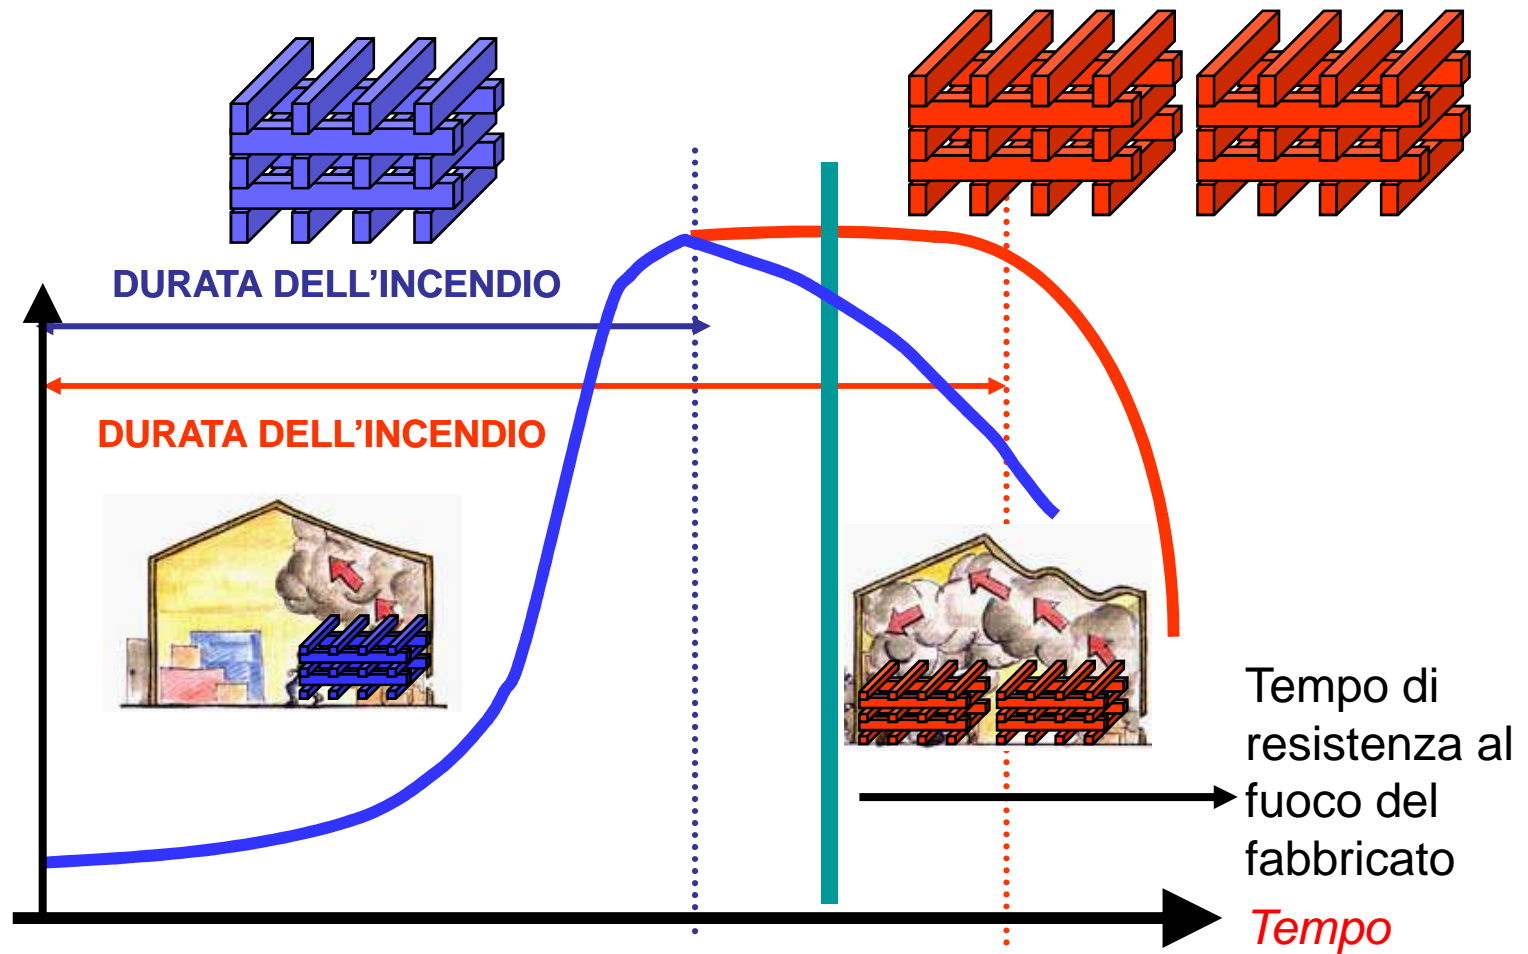 DURATA DELL’INCENDIO
DURATA DELL’INCENDIO
Tempo di
resistenza al
fuoco del
fabbricato
Tempo